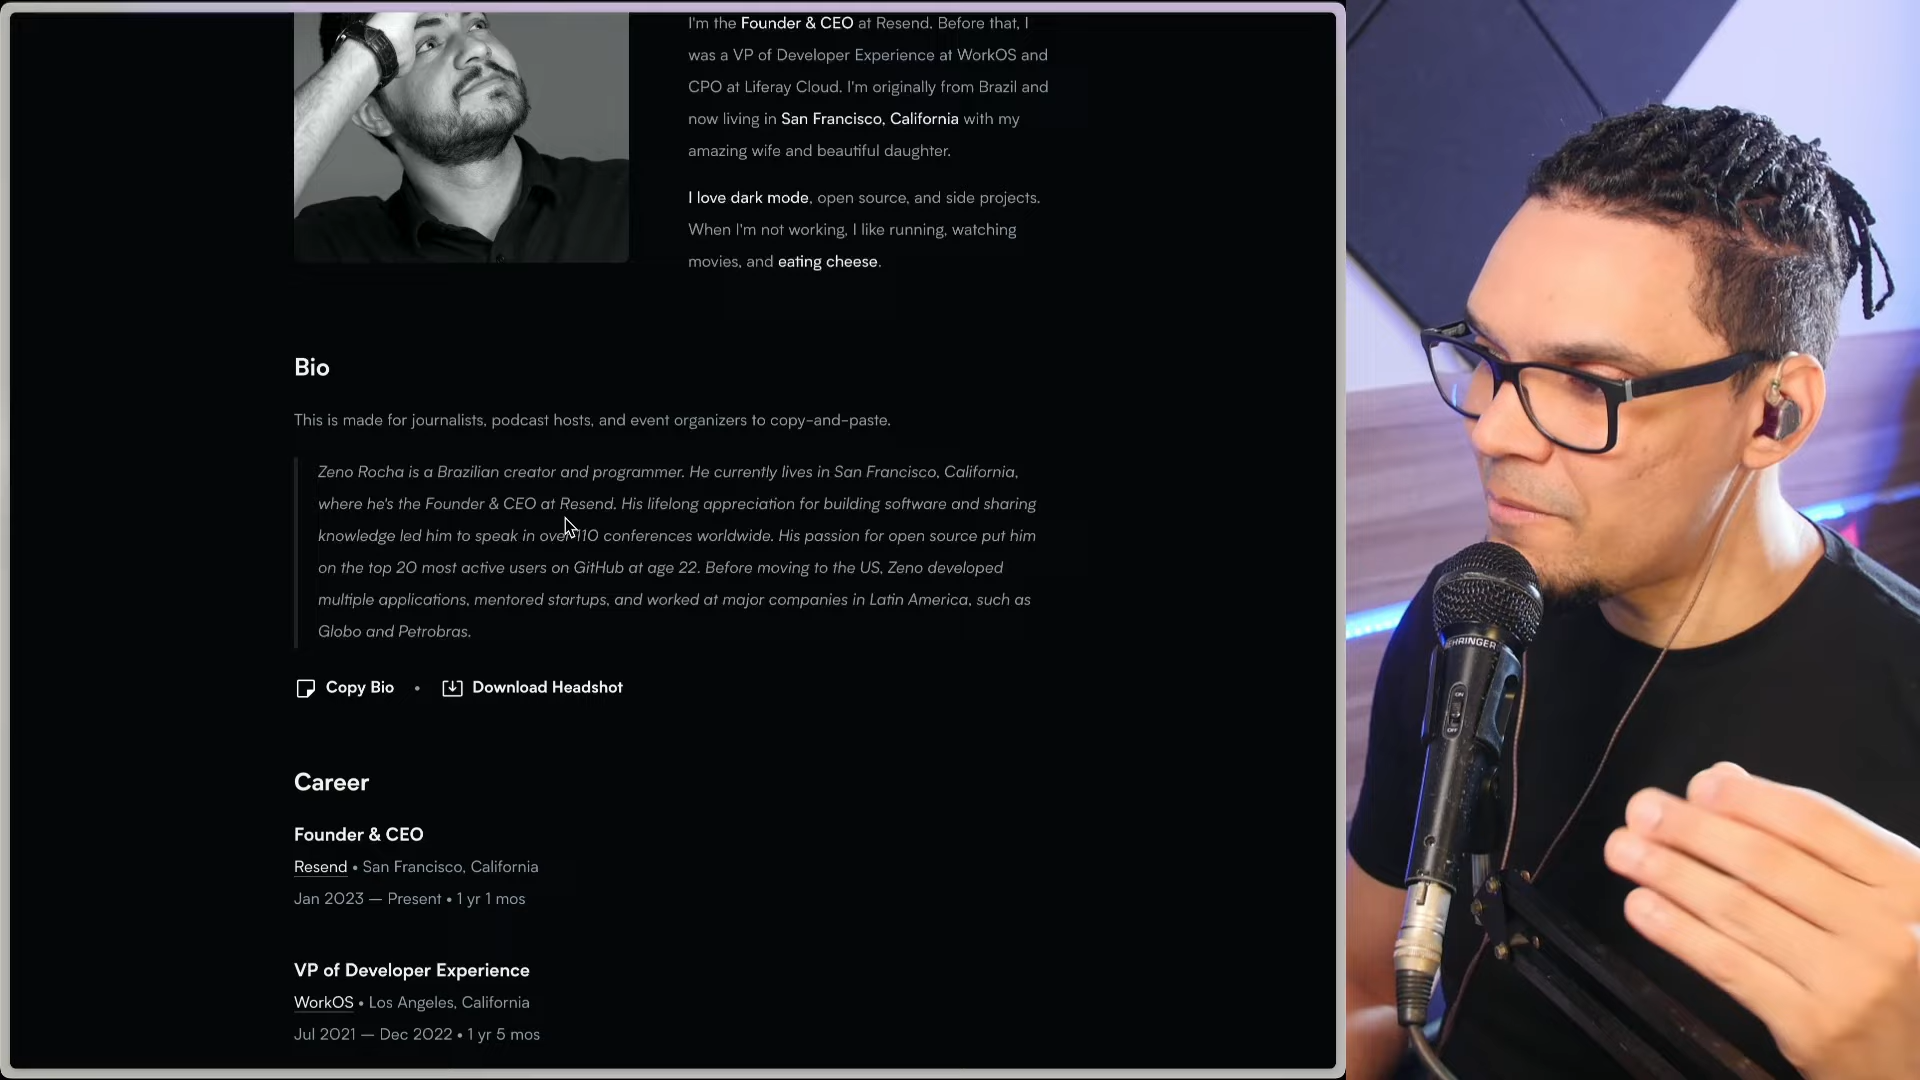 I'm the Founder & CEO at Resend. Before that, I
was a VP of Developer Experience at WorkOS and
CPO at Liferay Cloud. I'm originally from Brazil and
now living in San Francisco, California with my
amazing wife and beautiful daughter.
I love dark mode, open source, and side projects.
When I'm not working, I like running, watching
movies, and eating cheese.
Bio
This is made for journalists, podcast hosts, and event organizers to copy-and-paste.
Zeno Rocha is a Brazilian creator and programmer. He currently lives in San Francisco, California,
where he's the Founder & CEO at Resend. His lifelong appreciation for building software and sharing
knowledge led him to speak in over 110 conferences worldwide. His passion for open source put him
on the top 20 most active users on GitHub at age 22. Before moving to the US, Zeno developed
multiple applications, mentored startups, and worked at major companies in Latin America, such as
Globo and Petrobras.
Copy Bio • Download Headshot
Career
Founder & CEO
Resend • San Francisco, California
Jan 2023 — Present • 1 yr 1 mos
VP of Developer Experience
WorkOS • Los Angeles, California
Jul 2021 — Dec 2022 • 1 yr 5 mos
EHRINGER
ON
OFF